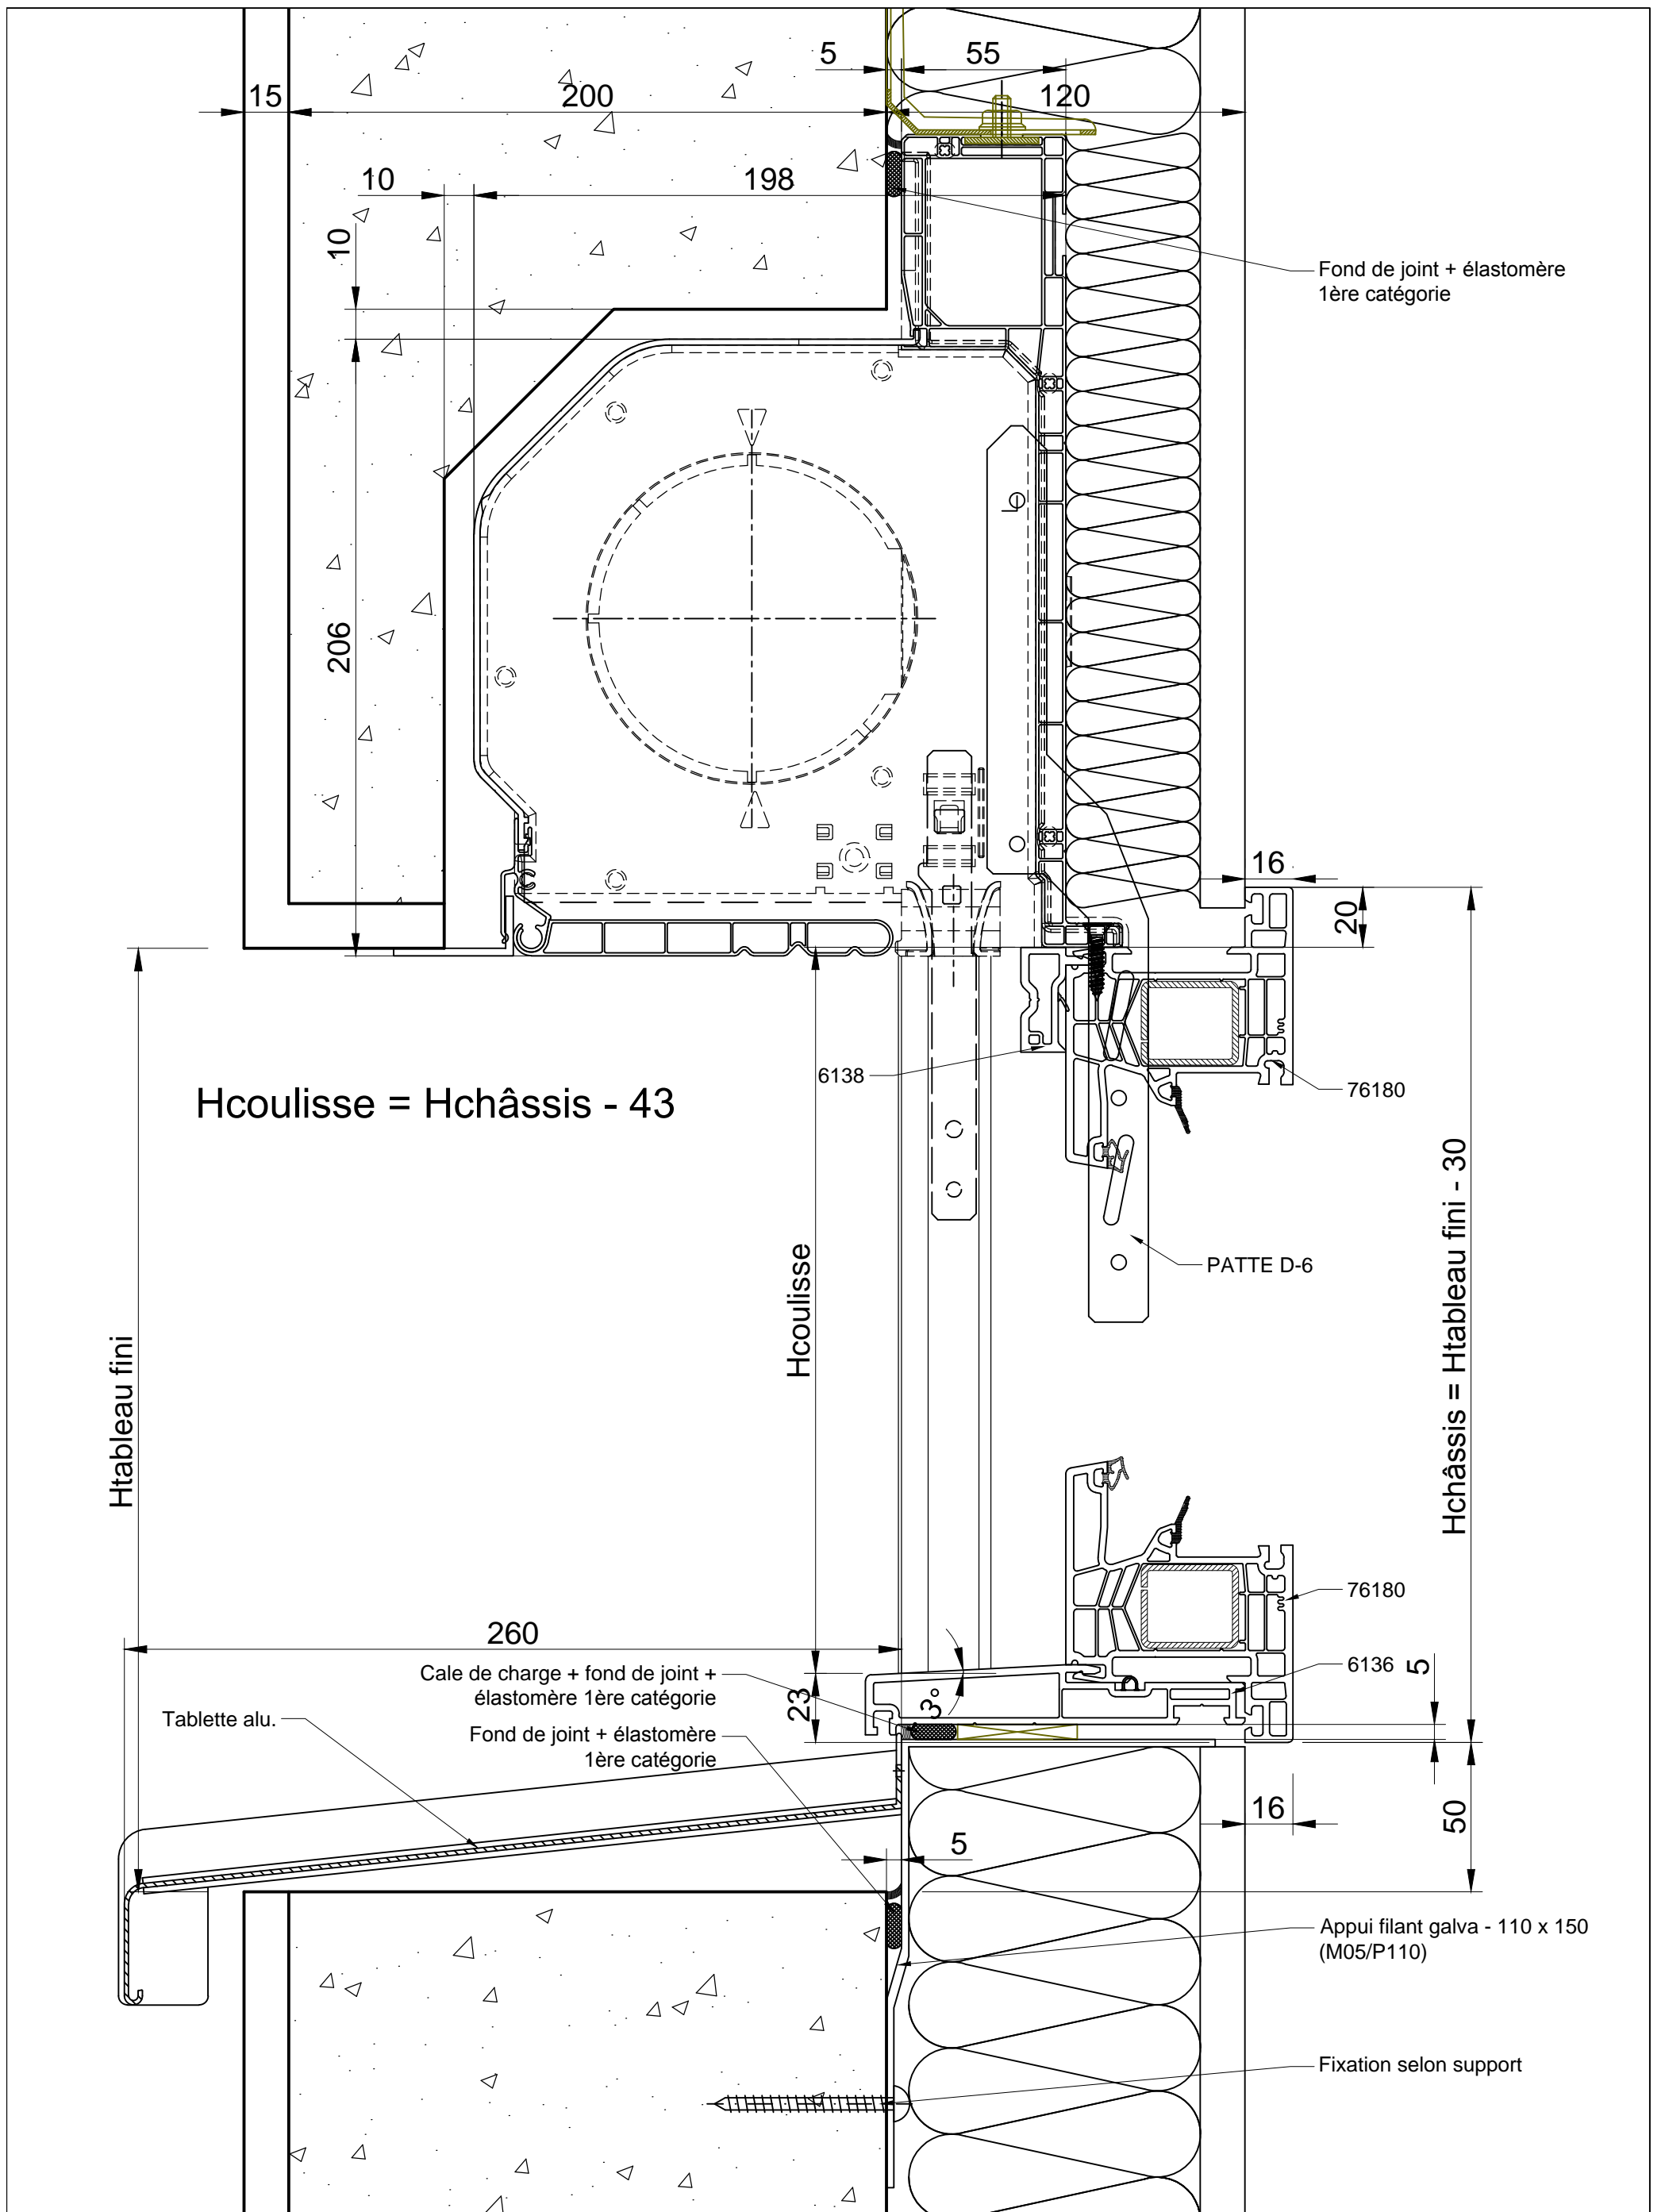 5
55
15
200
120
10
198
10
Fond de joint + élastomère
1ère catégorie
206
16
20
6138
76180
Hcoulisse = Hchâssis - 43
PATTE D-6
Hcoulisse
Htableau fini
Hchâssis = Htableau fini - 30
76180
260
Cale de charge + fond de joint +
élastomère 1ère catégorie
6136
5
23
3°
Tablette alu.
Fond de joint + élastomère
1ère catégorie
16
50
5
Appui filant galva - 110 x 150
(M05/P110)
Fixation selon support